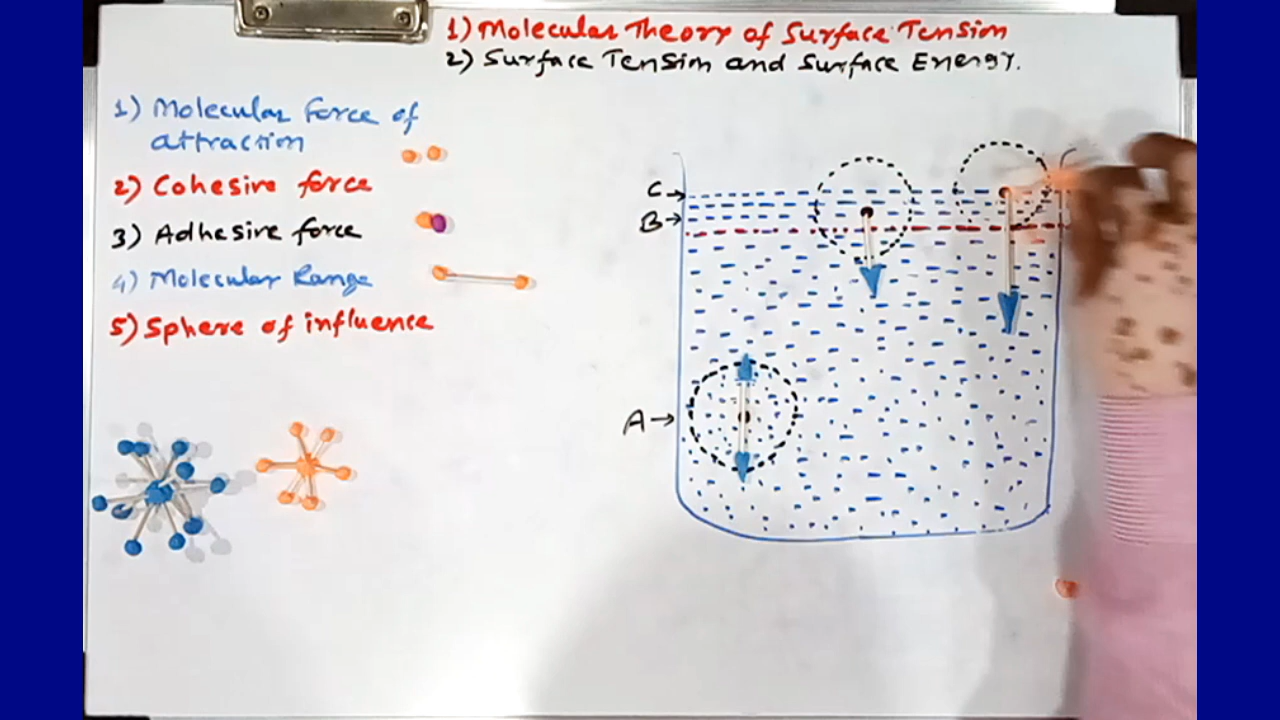 1) Molecular Theory of Surface Tension
2) Surface Tension and Surface Energy.
1) Molecular force of
attraction
2) Cohesive force
3) Adhesive force
4) Molecular Range
5) Sphere of influence
C
B
A